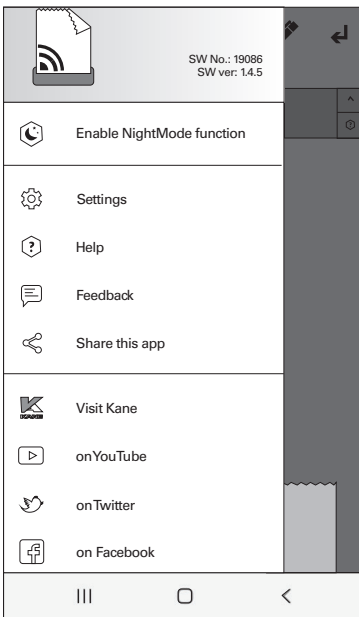 SW No.: 19086
SW ver: 1.4.5
Enable NightMode function
Settings
Help
Feedback
Share this app
KANE
Visit Kane
onYouTube
onTwitter
on Facebook